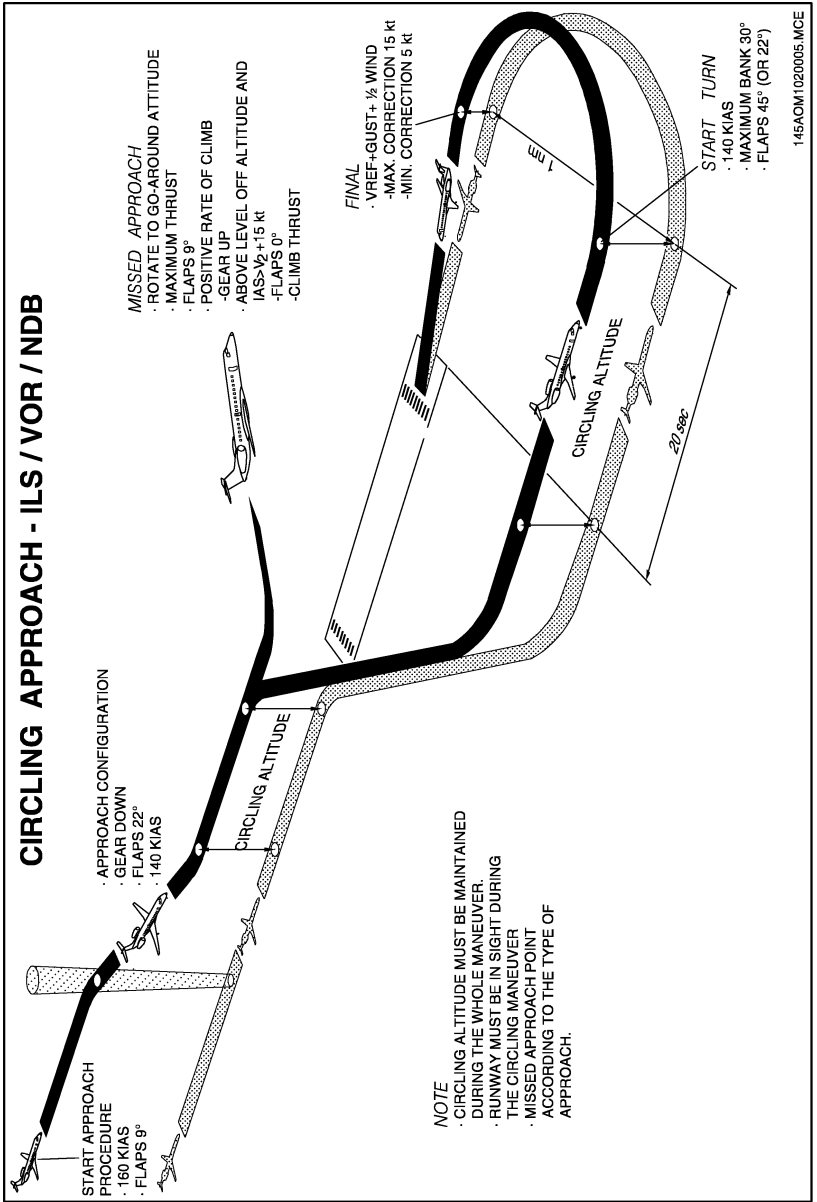 CIRCLING APPROACH - ILS / VOR / NDB
START APPROACH
PROCEDURE
· 160 KIAS
· FLAPS 9°
· APPROACH CONFIGURATION
· GEAR DOWN
· FLAPS 22°
· 140 KIAS
CIRCLING ALTITUDE
MISSED APPROACH
· ROTATE TO GO-AROUND ATTITUDE
· MAXIMUM THRUST
· FLAPS 9°
· POSITIVE RATE OF CLIMB
-GEAR UP
· ABOVE LEVEL OFF ALTITUDE AND
IAS>V2 +15 kt
-FLAPS 0°
-CLIMB THRUST
FINAL
· VREF+GUST+ ½ WIND
-MAX. CORRECTION 15 kt
-MIN. CORRECTION 5 kt
1 nm
CIRCLING ALTITUDE
20 sec
START TURN
· 140 KIAS
· MAXIMUM BANK 30°
· FLAPS 45° (OR 22°)
NOTE
· CIRCLING ALTITUDE MUST BE MAINTAINED
DURING THE WHOLE MANEUVER.
· RUNWAY MUST BE IN SIGHT DURING
THE CIRCLING MANEUVER
· MISSED APPROACH POINT
ACCORDING TO THE TYPE OF
APPROACH.
145AOM1020005.MCE